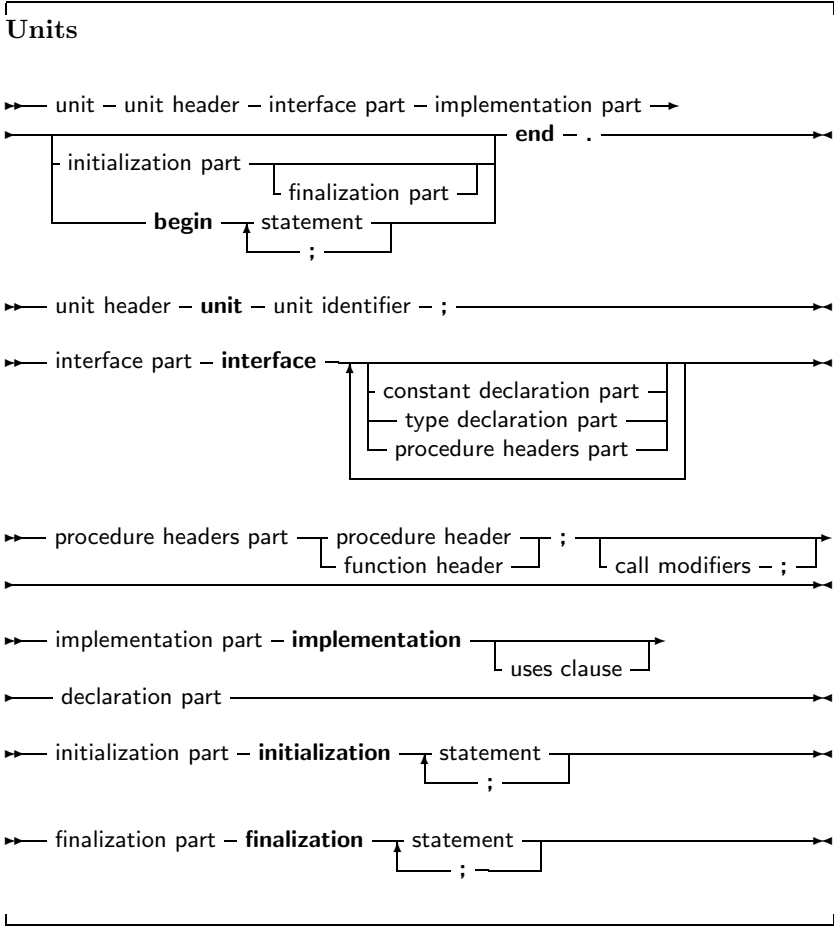 Units
unit unit header interface part implementation part
end .
initialization part
finalization part
begin statement
;
unit header unit unit identifier ;
interface part interface
constant declaration part
type declaration part
procedure headers part
procedure headers part procedure header ;
function header call modifiers ;
implementation part implementation
uses clause
declaration part
initialization part initialization statement
;
finalization part finalization statement
;